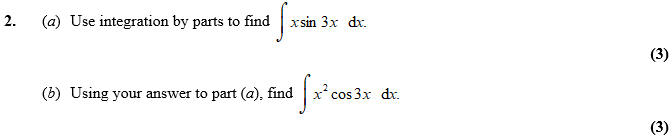 2. (a) Use integration by parts to find ∫ x sin 3x dx.
(3)
(b) Using your answer to part (a), find ∫ x² cos 3x dx.
(3)